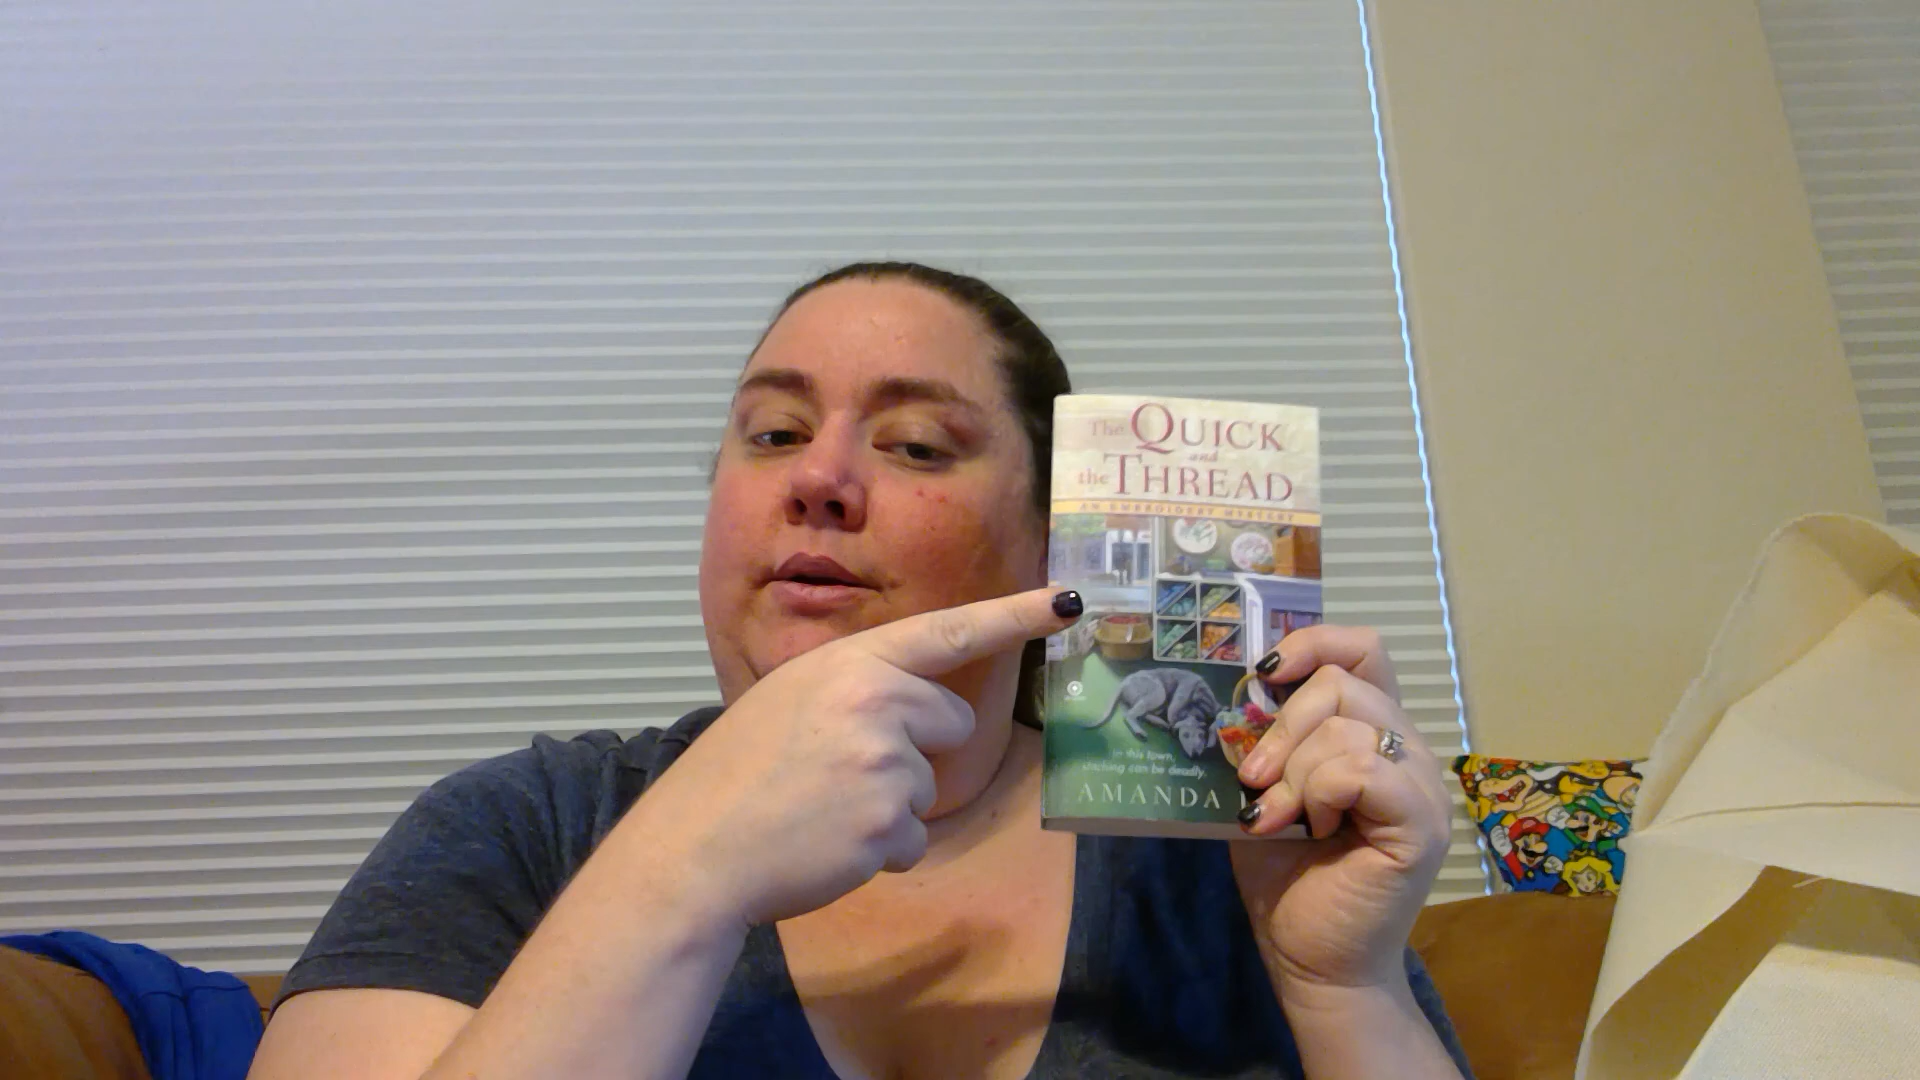 The QUICK
and
the THREAD
AN EMBROIDERY MYSTERY
In this town,
stitching can be deadly.
AMANDA